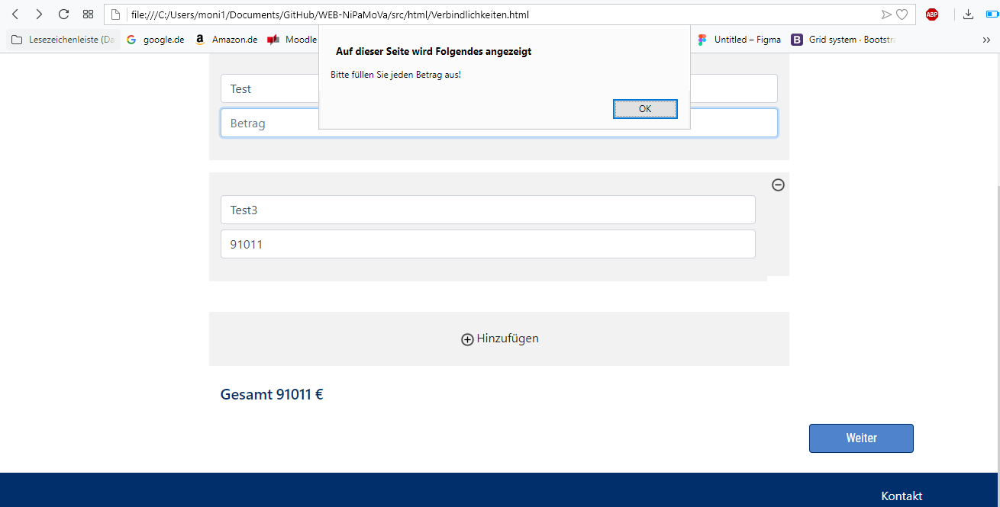 file:///C:/Users/moni1/Documents/GitHub/WEB-NiPaMoVa/src/html/Verbindlichkeiten.html
ABP
Lesezeichenleiste (Da
G google.de
a Amazon.de
Moodle
Untitled – Figma
B Grid system · Bootstra
Auf dieser Seite wird Folgendes angezeigt
Bitte füllen Sie jeden Betrag aus!
OK
Test
Betrag
Test3
91011
Hinzufügen
Gesamt 91011 €
Weiter
Kontakt